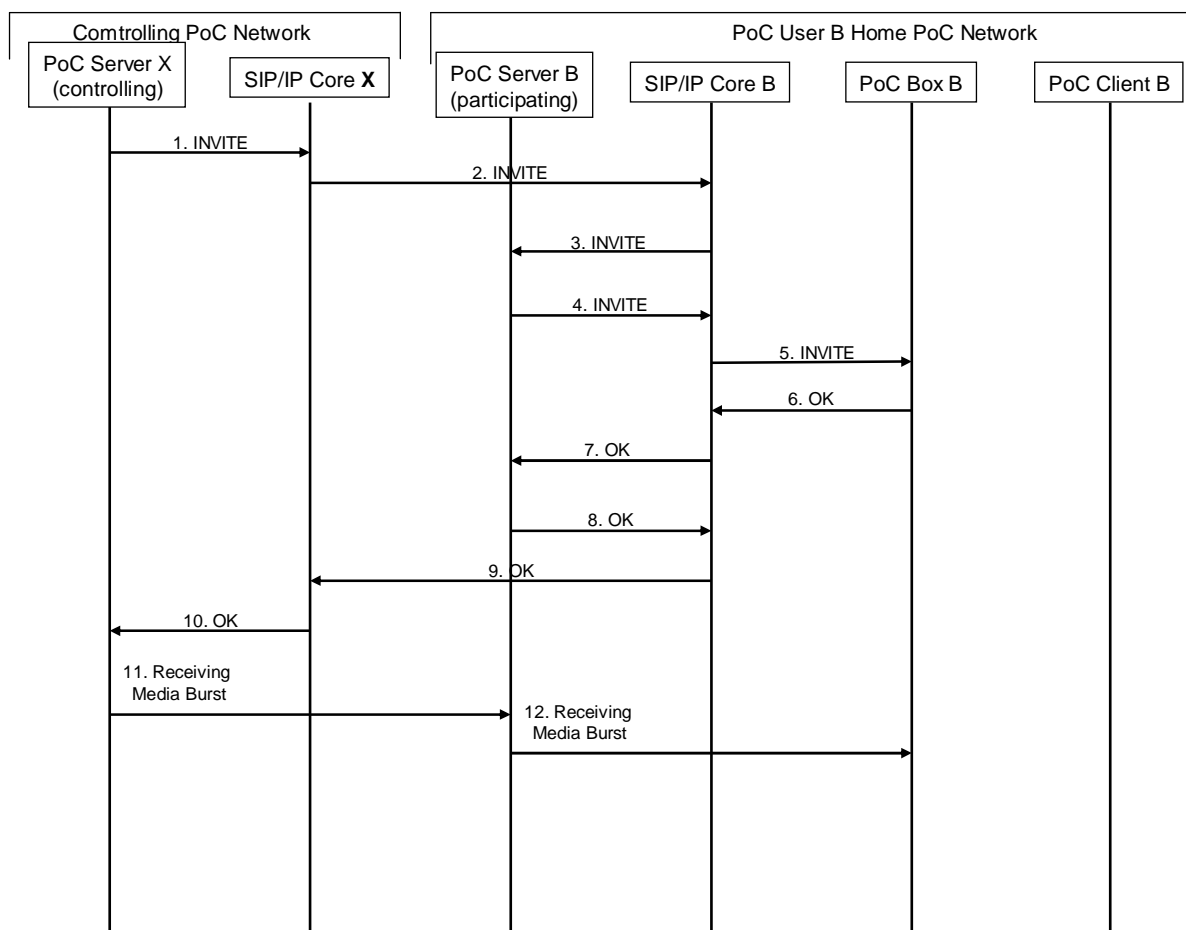 Comtrolling PoC Network
PoC User B Home PoC Network
PoC Server X
(controlling)
SIP/IP Core X
PoC Server B
(participating)
SIP/IP Core B
PoC Box B
PoC Client B
1. INVITE
2. INVITE
3. INVITE
4. INVITE
5. INVITE
6. OK
7. OK
8. OK
9. OK
10. OK
11. Receiving
Media Burst
12. Receiving
Media Burst